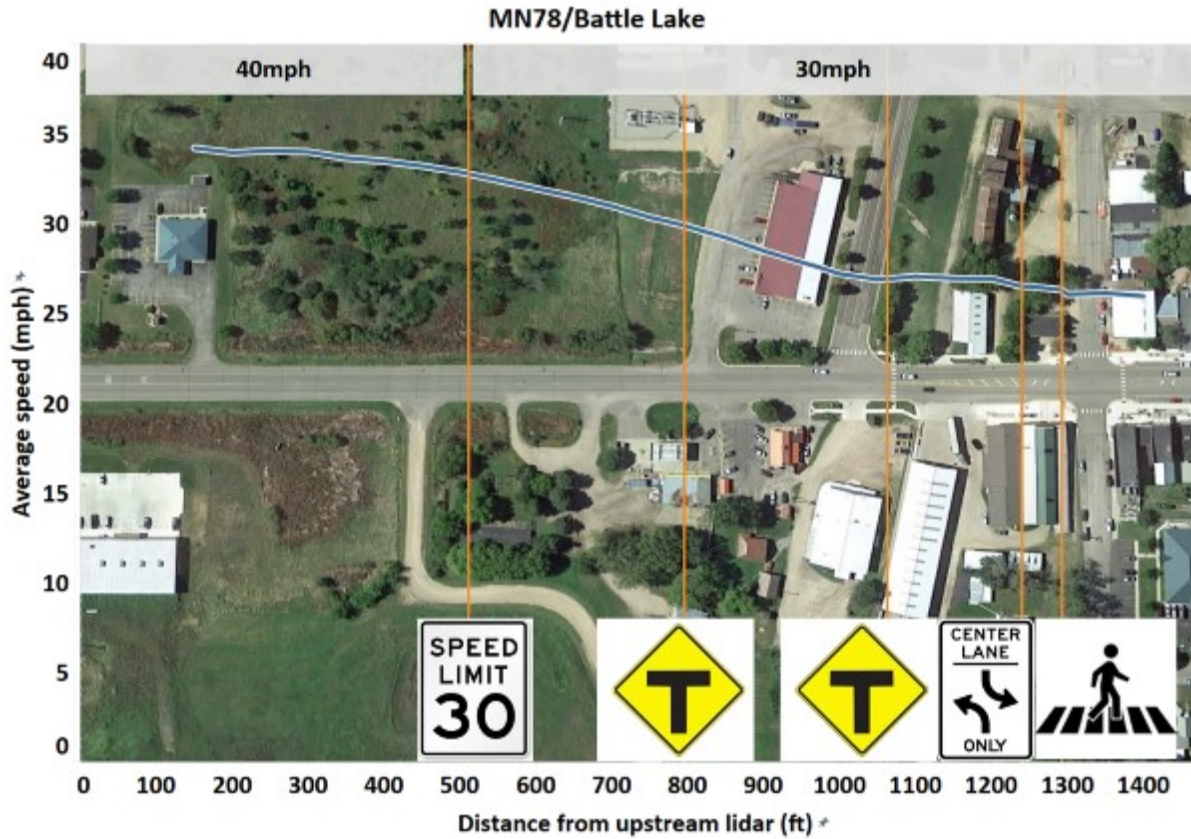 MN78/Battle Lake
40mph
30mph
40
35
30
25
20
15
10
5
0
Average speed (mph)
SPEED
LIMIT
30
T
T
CENTER
LANE
ONLY
0 100 200 300 400 500 600 700 800 900 1000 1100 1200 1300 1400
Distance from upstream lidar (ft)